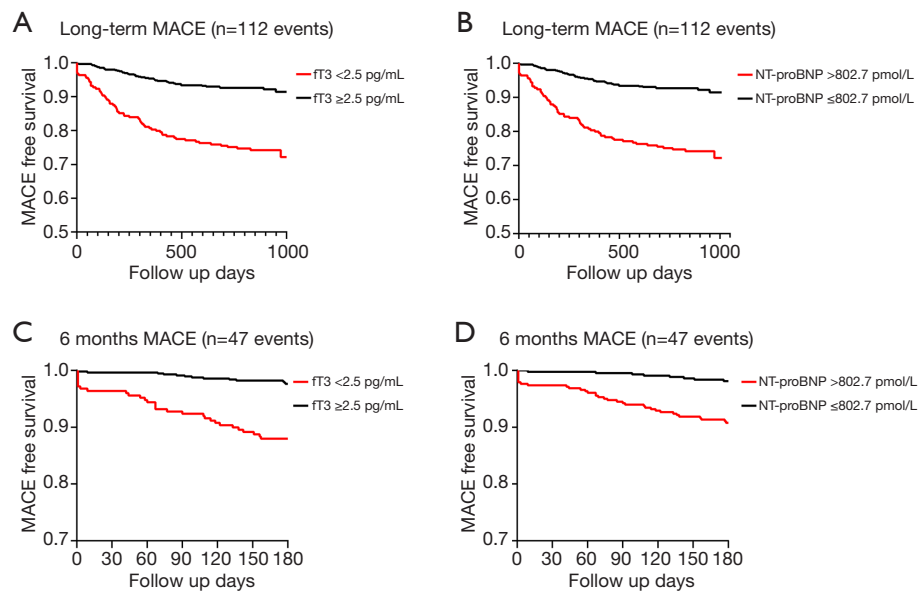 A Long-term MACE (n=112 events)
MACE free survival
1.0
0.9
0.8
0.7
0.6
0.5
0 500 1000
Follow up days
fT3 <2.5 pg/mL
fT3 ≥2.5 pg/mL
B Long-term MACE (n=112 events)
MACE free survival
1.0
0.9
0.8
0.7
0.6
0.5
0 500 1000
Follow up days
NT-proBNP >802.7 pmol/L
NT-proBNP ≤802.7 pmol/L
C 6 months MACE (n=47 events)
MACE free survival
1.0
0.9
0.8
0.7
0 30 60 90 120 150 180
Follow up days
fT3 <2.5 pg/mL
fT3 ≥2.5 pg/mL
D 6 months MACE (n=47 events)
MACE free survival
1.0
0.9
0.8
0.7
0 30 60 90 120 150 180
Follow up days
NT-proBNP >802.7 pmol/L
NT-proBNP ≤802.7 pmol/L